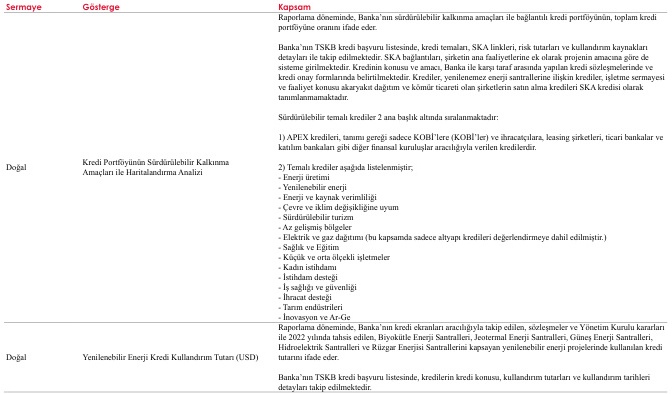 Sermaye Gösterge Kapsam
Raporlama döneminde, Banka'nın sürdürülebilir kalkınma amaçları ile bağlantılı kredi portföyünün, toplam kredi
portföyüne oranını ifade eder.
Banka'nın TSKB kredi başvuru listesinde, kredi temaları, SKA linkleri, risk tutarları ve kullandırım kaynakları
detayları ile takip edilmektedir. SKA bağlantıları, şirketin ana faaliyetlerine ek olarak projenin amacına göre de
sisteme girilmektedir. Kredinin konusu ve amacı, Banka ile karşı taraf arasında yapılan kredi sözleşmelerinde ve
kredi onay formlarında belirtilmektedir. Krediler, yenilenemez enerji santrallerine ilişkin krediler, işletme sermayesi
ve faaliyet konusu akaryakıt dağıtım ve kömür ticareti olan şirketlerin satın alma kredileri SKA kredisi olarak
tanımlanmamaktadır.
Sürdürülebilir temalı krediler 2 ana başlık altında sıralanmaktadır:
1) APEX kredileri, tanımı gereği sadece KOBİ'lere (KOBİ'ler) ve ihracatçılara, leasing şirketleri, ticari bankalar ve
katılım bankaları gibi diğer finansal kuruluşlar aracılığıyla verilen kredilerdir.
Doğal
Kredi Portföyünün Sürdürülebilir Kalkınma
Amaçları ile Haritalandırma Analizi
2) Temalı krediler aşağıda listelenmiştir;
- Enerji üretimi
- Yenilenebilir enerji
- Enerji ve kaynak verimliliği
- Çevre ve iklim değişikliğine uyum
- Sürdürülebilir turizm
- Az gelişmiş bölgeler
- Elektrik ve gaz dağıtımı (bu kapsamda sadece altyapı kredileri değerlendirmeye dahil edilmiştir.)
- Sağlık ve Eğitim
- Küçük ve orta ölçekli işletmeler
- Kadın istihdamı
- İstihdam desteği
- İş sağlığı ve güvenliği
- İhracat desteği
- Tarım endüstrileri
- İnovasyon ve Ar-Ge
Doğal
Yenilenebilir Enerji Kredi Kullandırım Tutarı (USD)
Raporlama döneminde, Banka'nın kredi ekranları aracılığıyla takip edilen, sözleşmeler ve Yönetim Kurulu kararları
ile 2022 yılında tahsis edilen, Biyokütle Enerji Santralleri, Jeotermal Enerji Santralleri, Güneş Enerji Santralleri,
Hidroelektrik Santralleri ve Rüzgar Enerjisi Santrallerini kapsayan yenilenebilir enerji projelerinde kullanılan kredi
tutarını ifade eder.
Banka'nın TSKB kredi başvuru listesinde, kredilerin kredi konusu, kullandırım tutarları ve kullandırım tarihleri
detayları takip edilmektedir.